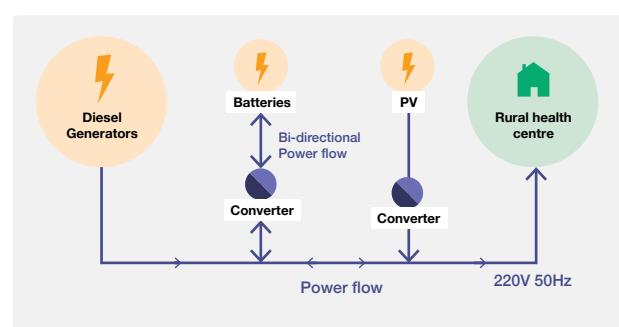 Diesel
Generators
Batteries
PV
Rural health
centre
Bi-directional
Power flow
Converter
Converter
Power flow
220V 50Hz